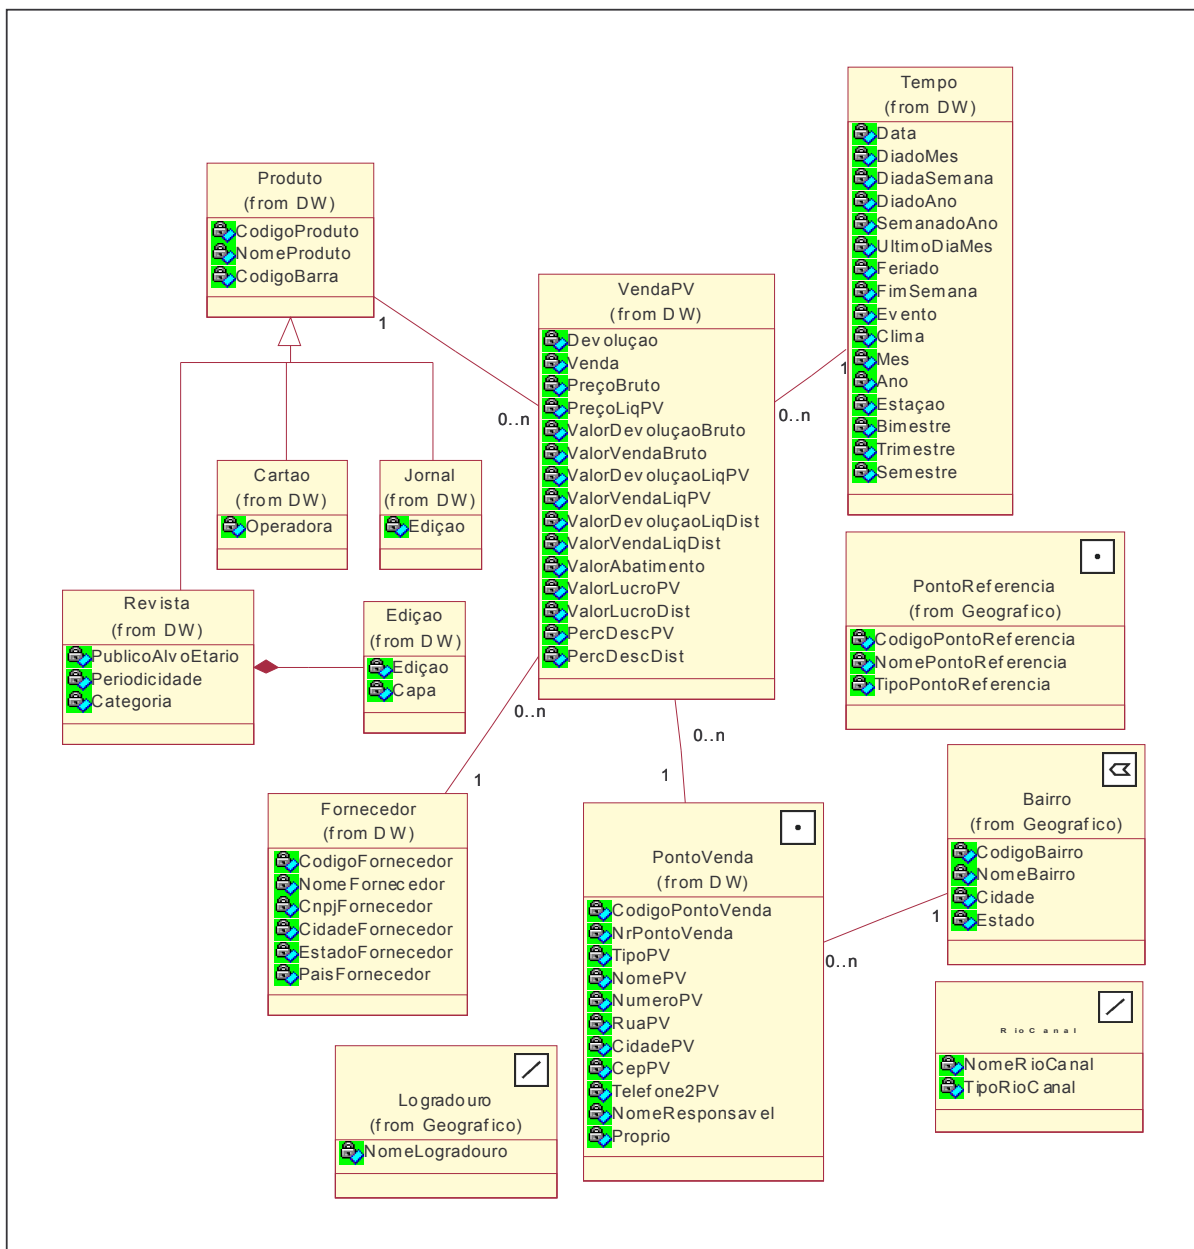 Tempo
(from DW)
Data
DiadoMes
DiadaSemana
DiadoAno
SemanadoAno
UltimoDiaMes
Feriado
FimSemana
Evento
Clima
Mes
Ano
Estaçao
Bimestre
Trimestre
Semestre
Produto
(from DW)
CodigoProduto
NomeProduto
CodigoBarra
1
0..n
VendaPV
(from DW)
Devoluçao
Venda
PreçoBruto
PreçoLiqPV
ValorDevoluçaoBruto
ValorVendaBruto
ValorDevoluçaoLiqPV
ValorVendaLiqPV
ValorDevoluçaoLiqDist
ValorVendaLiqDist
ValorAbatimento
ValorLucroPV
ValorLucroDist
PercDescPV
PercDescDist
1
0..n
Cartao
(from DW)
Operadora
Jornal
(from DW)
Ediçao
Revista
(from DW)
PublicoAlvoEtario
Periodicidade
Categoria
Ediçao
(from DW)
Ediçao
Capa
0..n
1
0..n
1
PontoReferencia
(from Geografico)
CodigoPontoReferencia
NomePontoReferencia
TipoPontoReferencia
Fornecedor
(from DW)
CodigoFornecedor
NomeFornecedor
CnpjFornecedor
CidadeFornecedor
EstadoFornecedor
PaisFornecedor
PontoVenda
(from DW)
CodigoPontoVenda
NrPontoVenda
TipoPV
NomePV
NumeroPV
RuaPV
CidadePV
CepPV
Telefone2PV
NomeResponsavel
Proprio
Bairro
(from Geografico)
CodigoBairro
NomeBairro
Cidade
Estado
1
0..n
RioCanal
NomeRioCanal
TipoRioCanal
Logradouro
(from Geografico)
NomeLogradouro